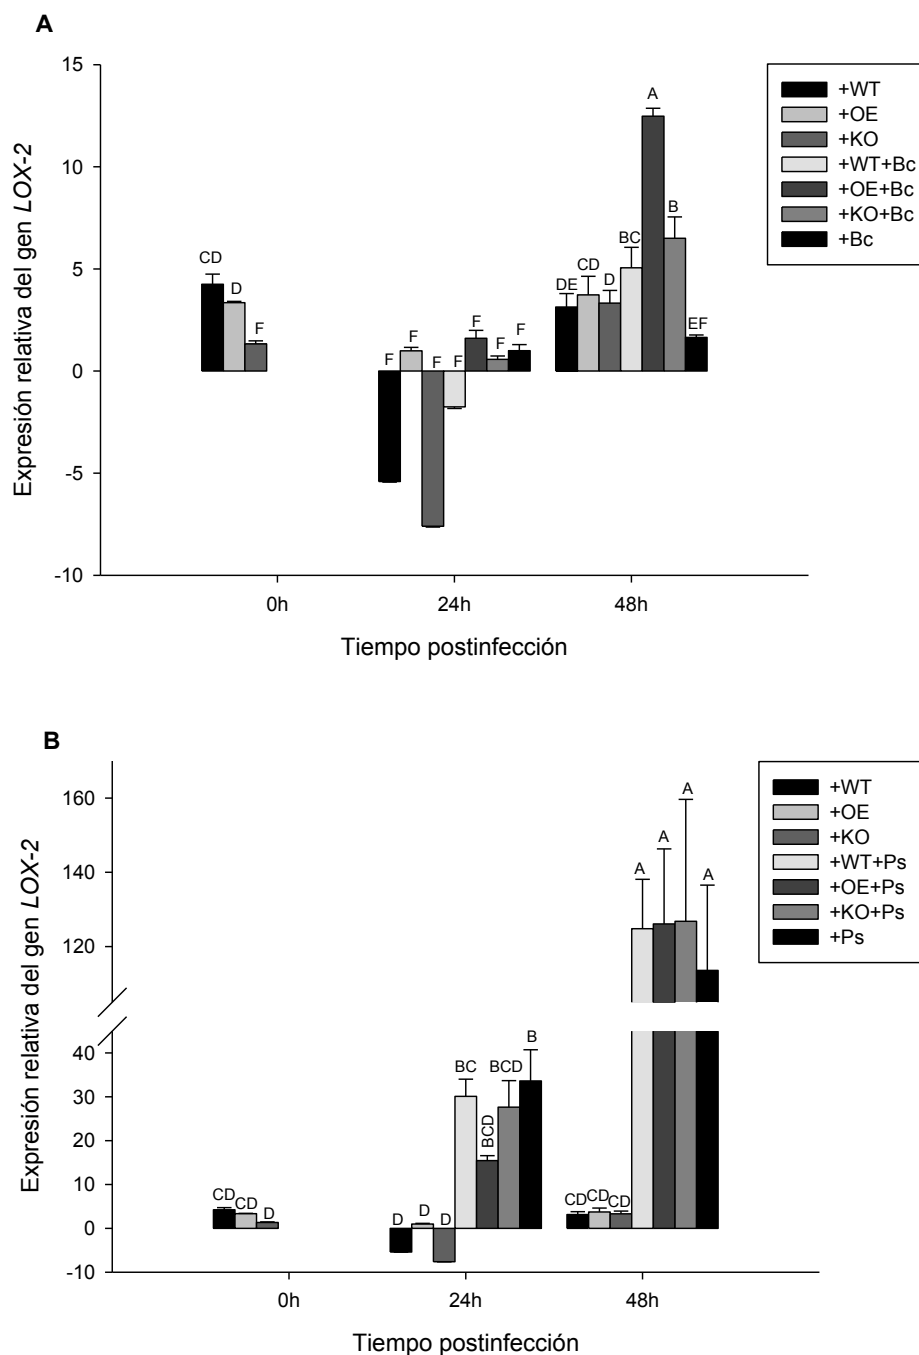 A
Expresión relativa del gen LOX-2
15
10
5
0
-5
-10
CD
D
F
F
F
F
F
F
F
F
DE
CD
D
BC
A
B
EF
0h
24h
48h
Tiempo postinfección
+WT
+OE
+KO
+WT+Bc
+OE+Bc
+KO+Bc
+Bc
B
Expresión relativa del gen LOX-2
160
140
120
40
30
20
10
0
-10
CD
CD
D
D
D
D
BC
BCD
BCD
B
CD
CD
CD
A
A
A
A
0h
24h
48h
Tiempo postinfección
+WT
+OE
+KO
+WT+Ps
+OE+Ps
+KO+Ps
+Ps